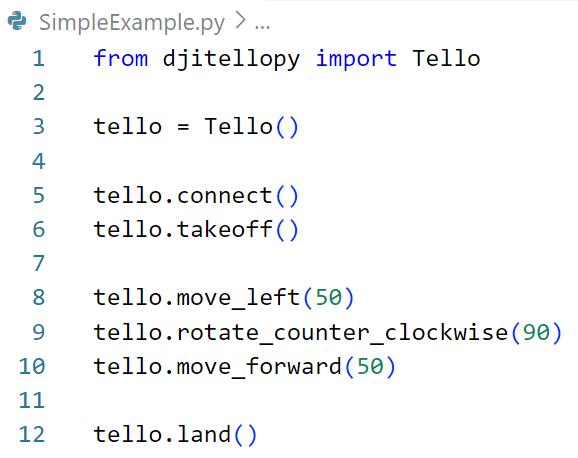 SimpleExample.py > ...
1 from djitellopy import Tello
2
3 tello = Tello()
4
5 tello.connect()
6 tello.takeoff()
7
8 tello.move_left(50)
9 tello.rotate_counter_clockwise(90)
10 tello.move_forward(50)
11
12 tello.land()